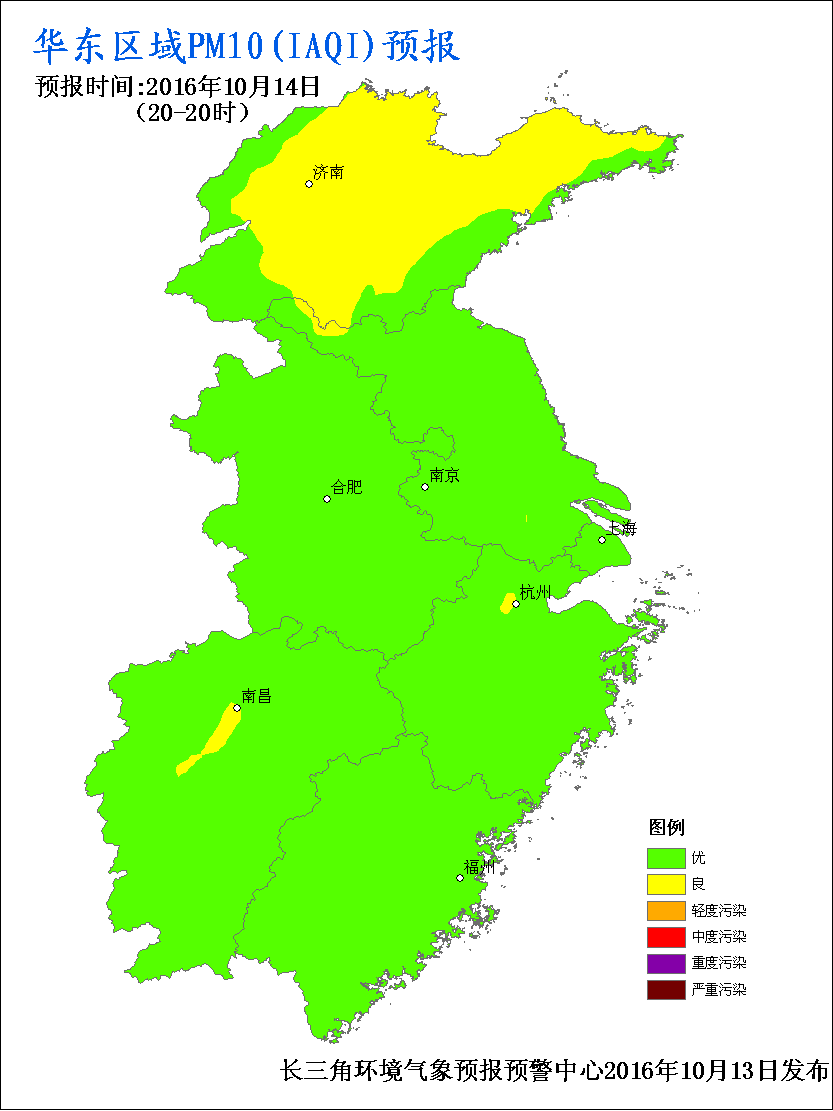 华东区域PM10(IAQI)预报
预报时间:2016年10月14日
(20-20时)
济南
南京
合肥
上海
杭州
南昌
福州
图例
优
良
轻度污染
中度污染
重度污染
严重污染
长三角环境气象预报预警中心2016年10月13日发布